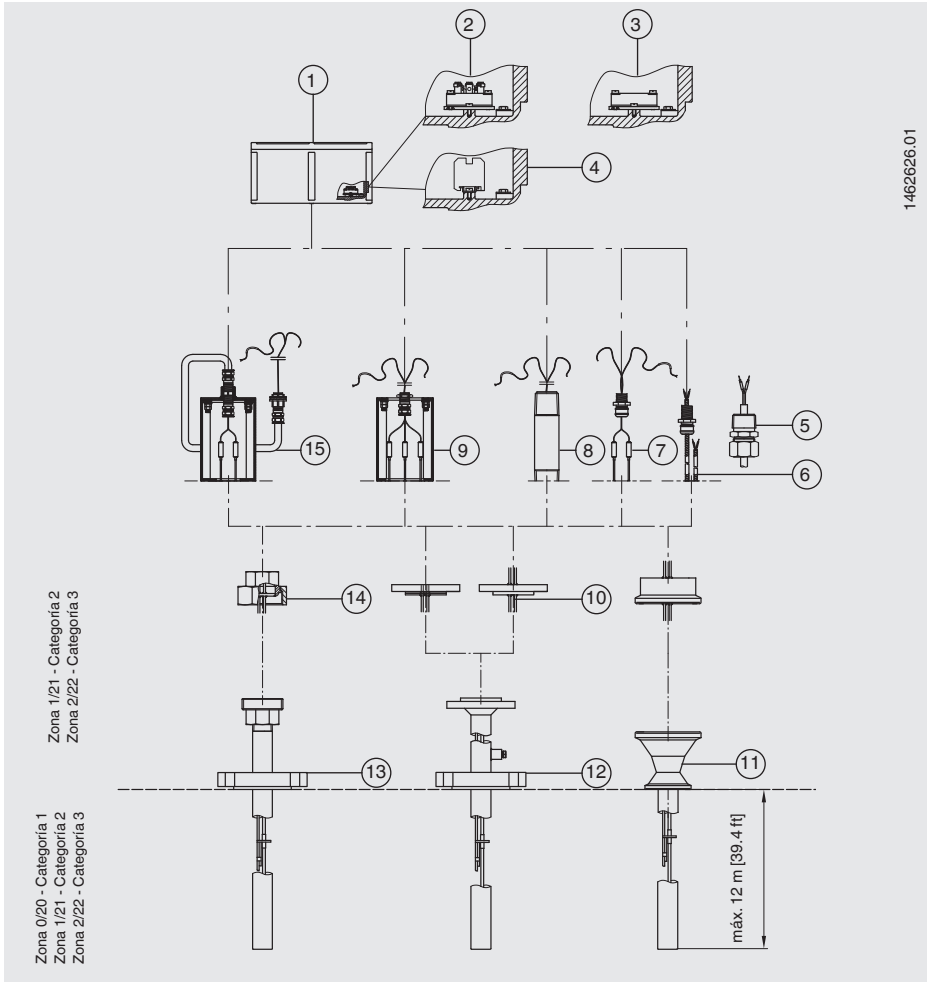 1
2
3
4
1462626.01
5
6
7
8
9
15
14
10
Zona 1/21 - Categoría 2
Zona 2/22 - Categoría 3
13
12
11
Zona 0/20 - Categoría 1
Zona 1/21 - Categoría 2
Zona 2/22 - Categoría 3
máx. 12 m [39.4 ft]